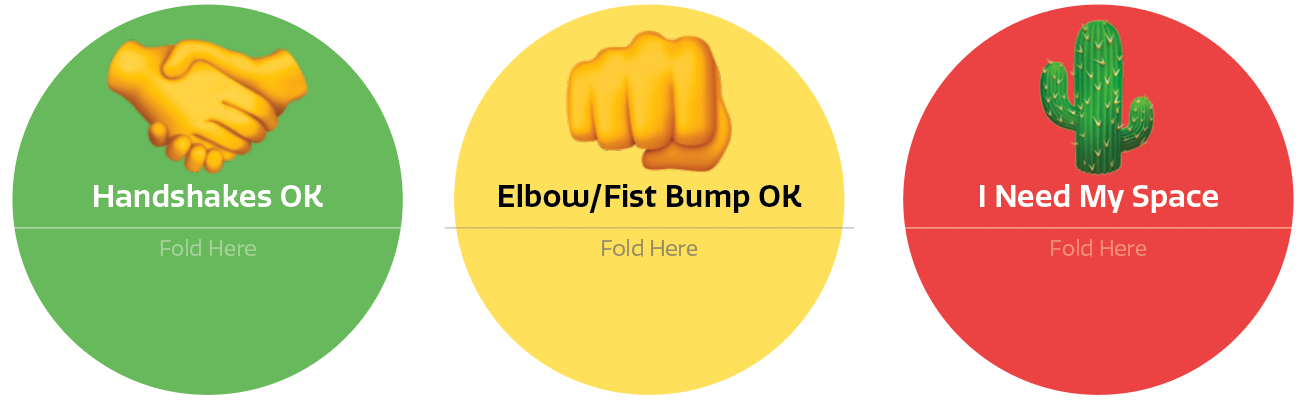 Handshakes OK
Fold Here
Elbow/Fist Bump OK
Fold Here
I Need My Space
Fold Here